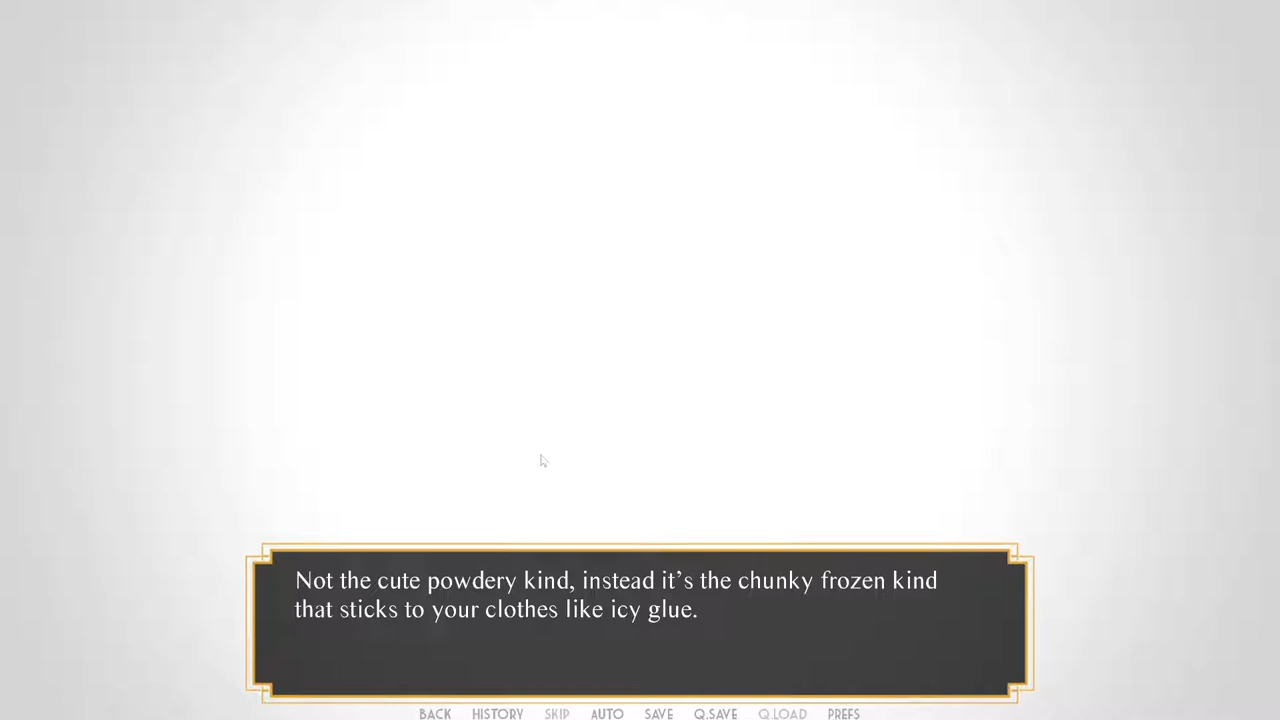 Not the cute powdery kind, instead it’s the chunky frozen kind
that sticks to your clothes like icy glue.
BACK HISTORY SKIP AUTO SAVE Q.SAVE Q.LOAD PREFS